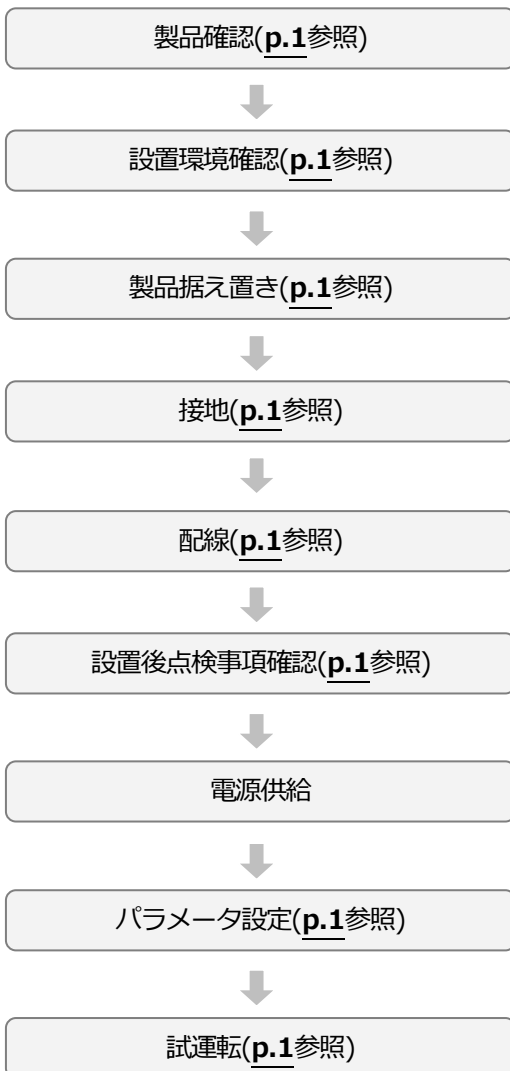 製品確認(p.1参照)
設置環境確認(p.1参照)
製品据え置き(p.1参照)
接地(p.1参照)
配線(p.1参照)
設置後点検事項確認(p.1参照)
電源供給
パラメータ設定(p.1参照)
試運転(p.1参照)